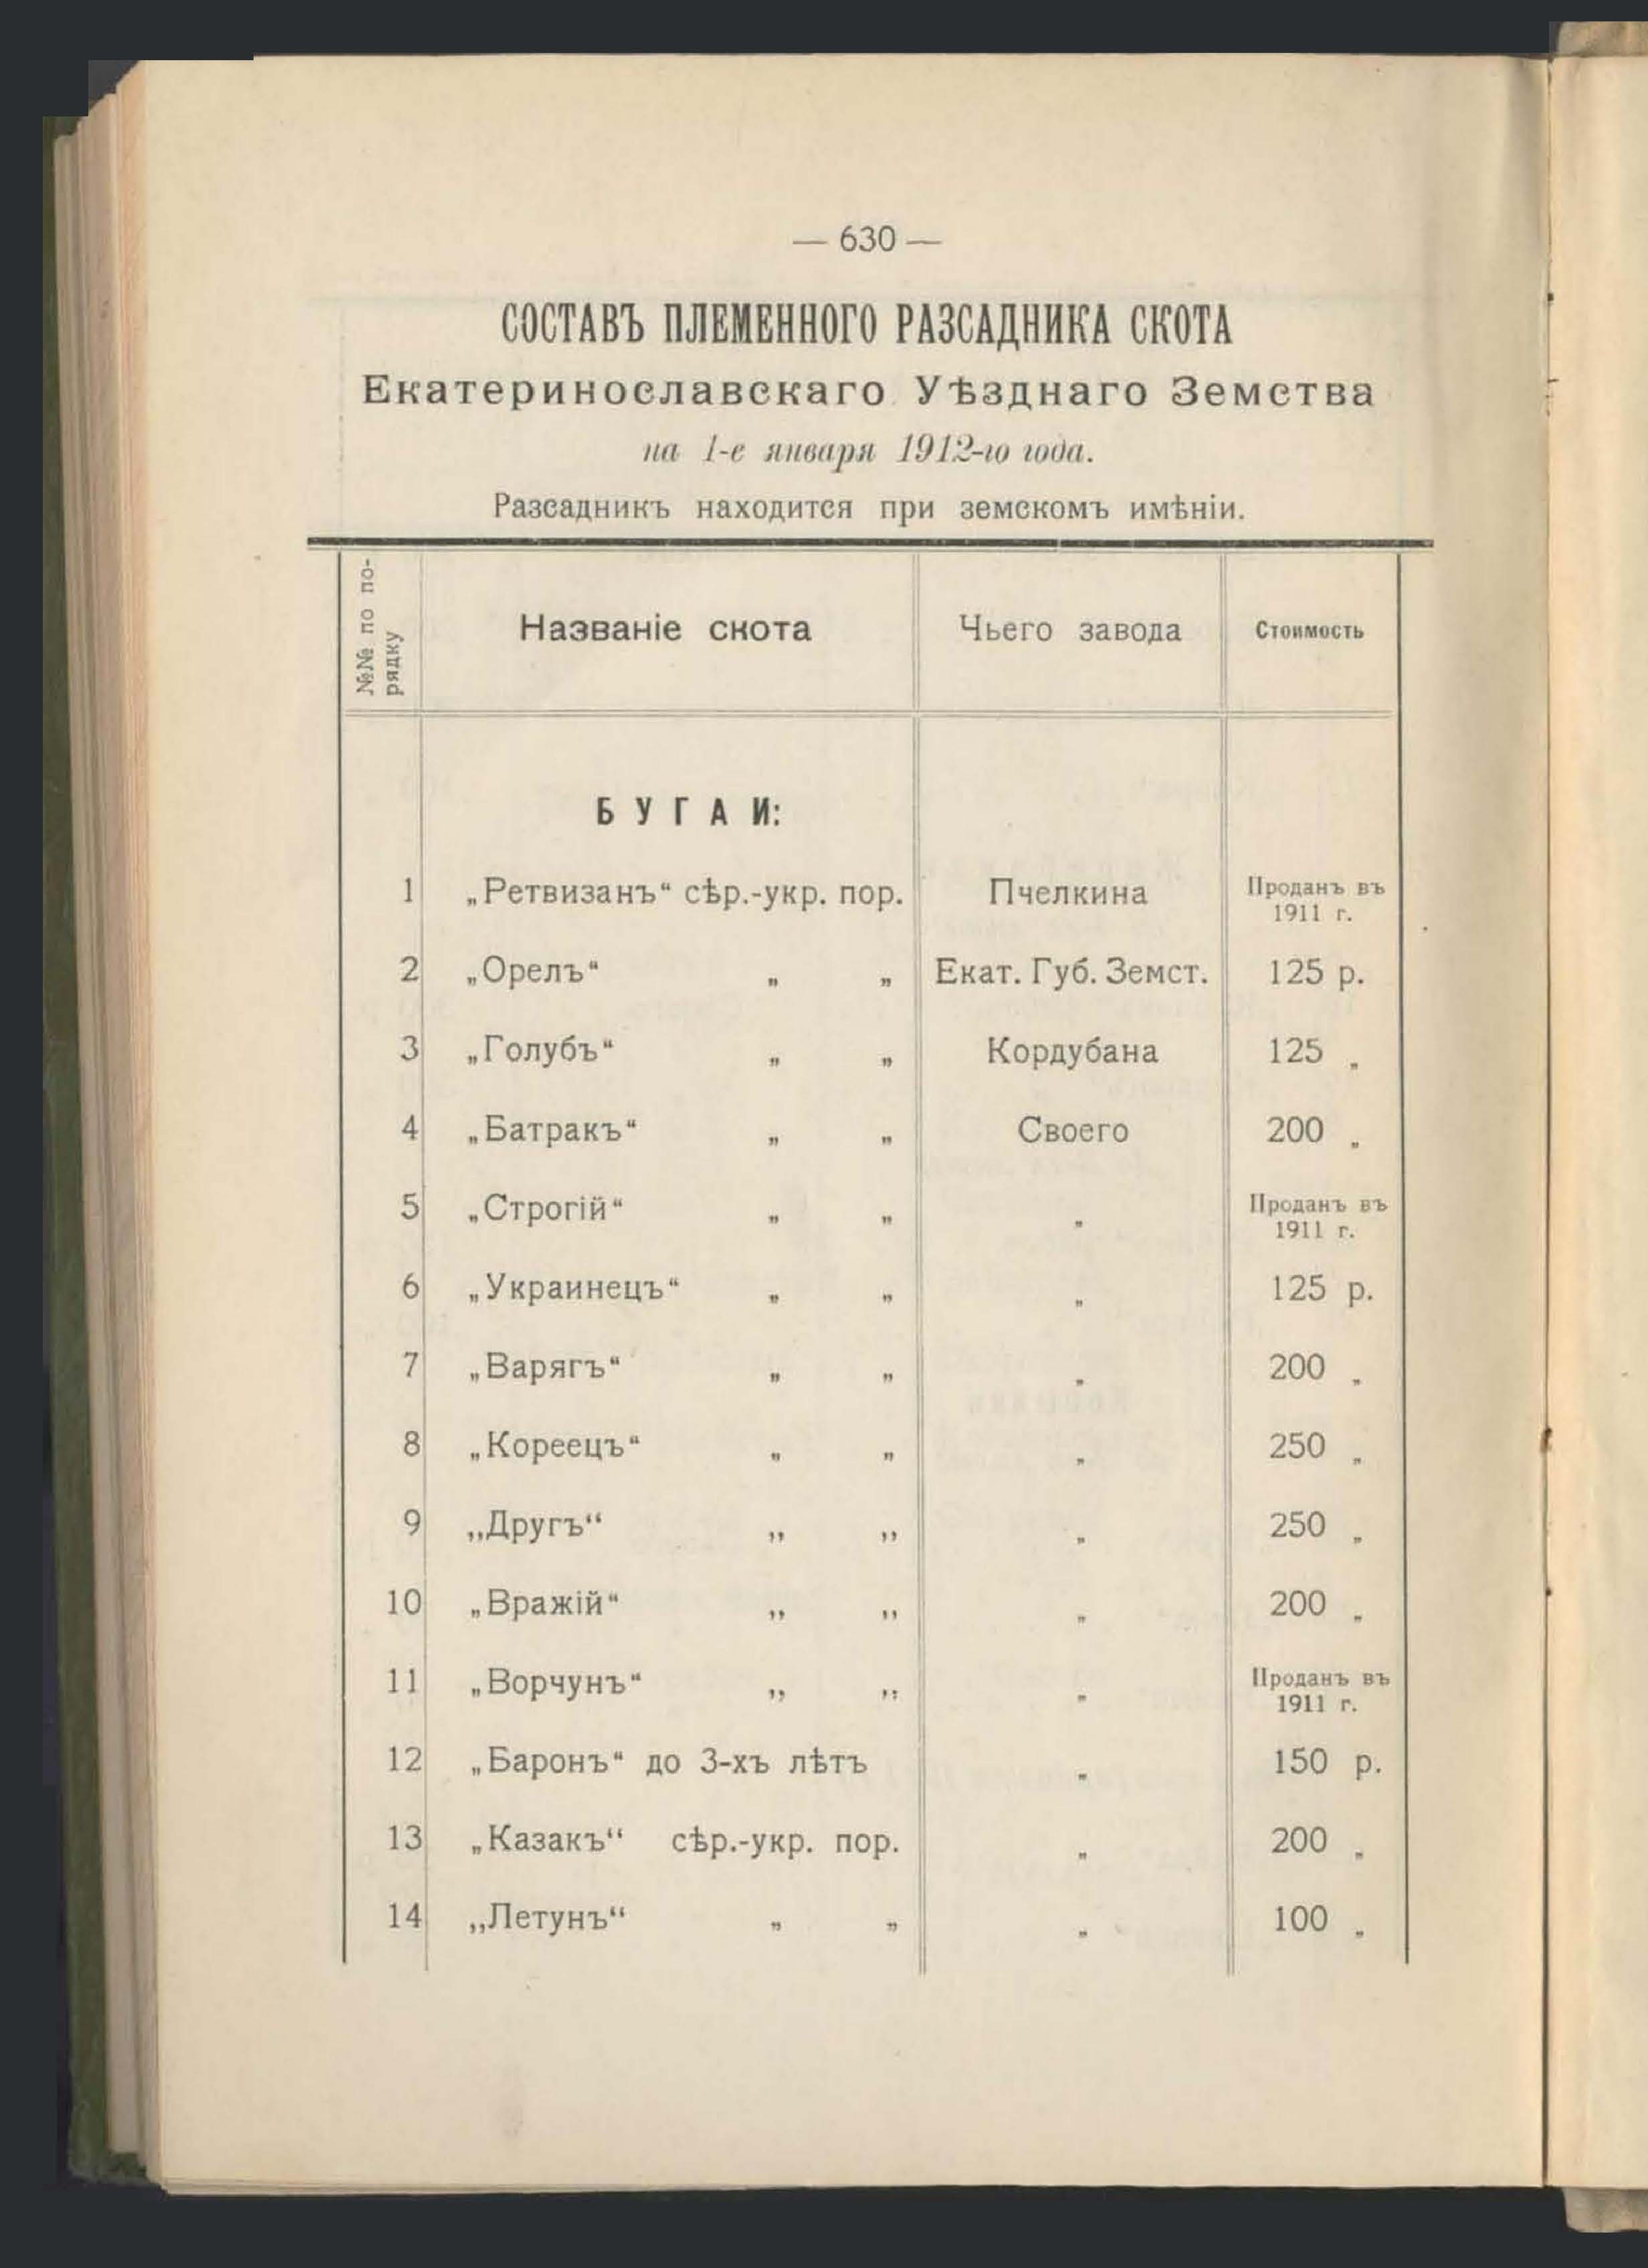 — 630 —
СОСТАВЪ ПЛЕМЕННОГО РАЗСАДНИКА СКОТА
Екатеринославскаго Уѣзднаго Земства
на 1-е января 1912-го года.
Разсадникъ находится при земскомъ имѣніи.
№№ по по-
рядку
Названіе скота Чьего завода Стоимость
БУГАИ:
1 „Ретвизанъ“ сѣр.-укр. пор. Пчелкина Проданъ въ
1911 г.
2 „Орелъ“ „ „ Екат. Губ. Земст. 125 р.
3 „Голубъ“ „ „ Кордубана 125 „
4 „Батракъ“ „ „ Своего 200 „
5 „Строгій“ „ „ „ Проданъ въ
1911 г.
6 „Украинецъ“ „ „ „ 125 р.
7 „Варягъ“ „ „ „ 200 „
8 „Кореецъ“ „ „ „ 250 „
9 „Другъ“ „ „ „ 250 „
10 „Вражій“ „ „ „ 200 „
11 „Ворчунъ“ „ „ „ Проданъ въ
1911 г.
12 „Баронъ“ до 3-хъ лѣтъ „ 150 р.
13 „Казакъ“ сѣр.-укр. пор. „ 200 „
14 „Летунъ“ „ „ „ 100 „